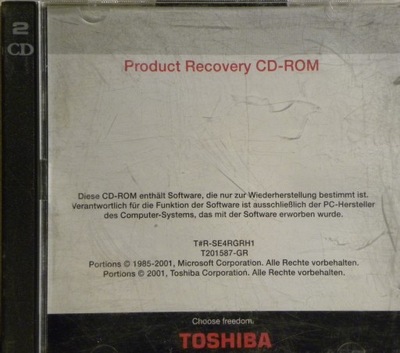 2
CD
Product Recovery CD-ROM
Diese CD-ROM enthält Software, die nur zur Wiederherstellung bestimmt ist.
Verantwortlich für die Funktion der Software ist ausschließlich der PC-Hersteller
des Computer-Systems, das mit der Software erworben wurde.
T#R-SE4RGRH1
T201587-GR
Portions © 1985-2001, Microsoft Corporation. Alle Rechte vorbehalten.
Portions © 2001, Toshiba Corporation. Alle Rechte vorbehalten.
Choose freedom.
TOSHIBA